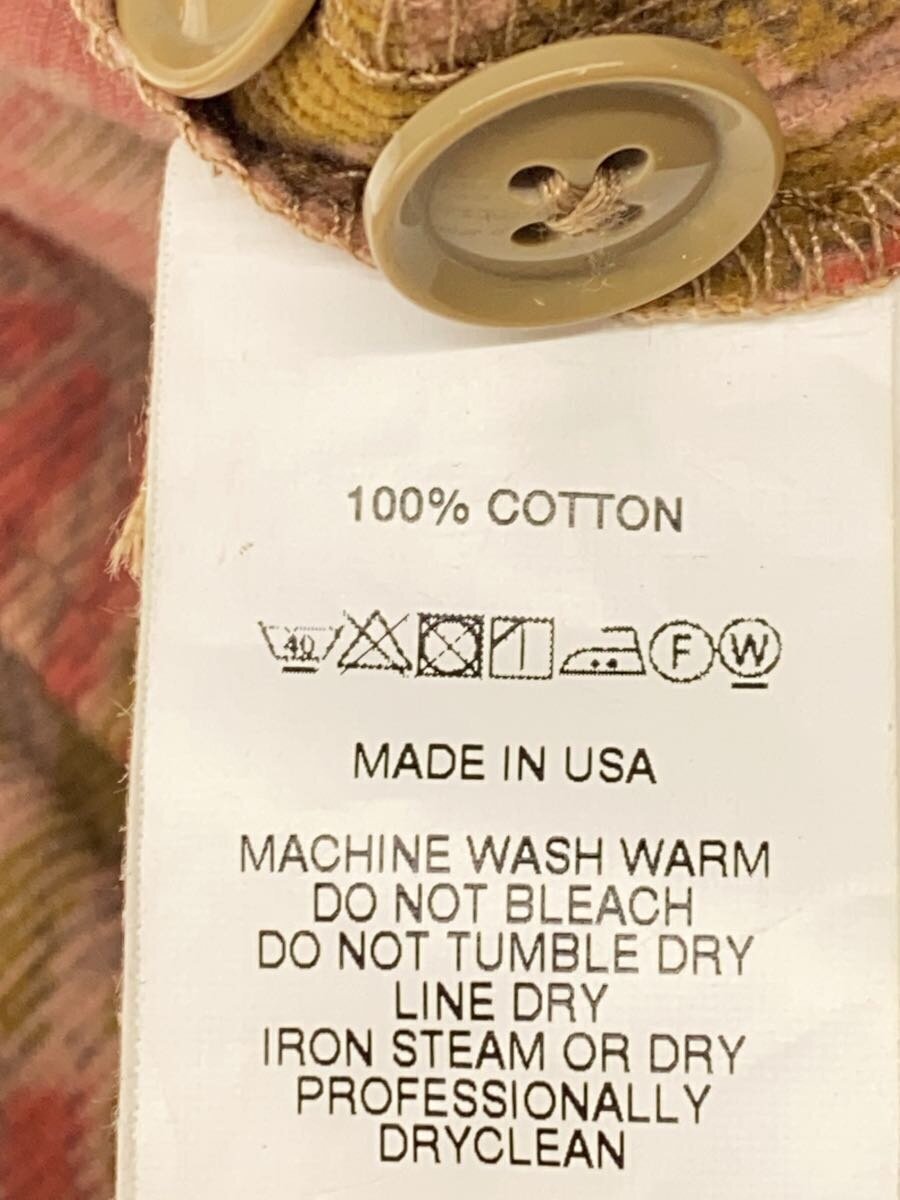 100% COTTON
40 F W
MADE IN USA
MACHINE WASH WARM
DO NOT BLEACH
DO NOT TUMBLE DRY
LINE DRY
IRON STEAM OR DRY
PROFESSIONALLY
DRYCLEAN